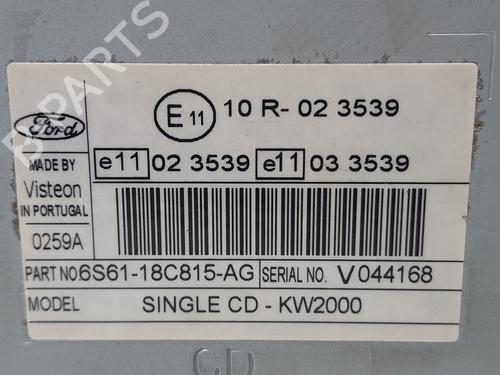 B-PARTS
Ford
E 11 10 R- 02 3539
MADE BY
Visteon
IN PORTUGAL
e11 02 3539 e11 03 3539
0259A
PART NO. 6S61-18C815-AG SERIAL NO. V044168
MODEL SINGLE CD - KW2000
CD